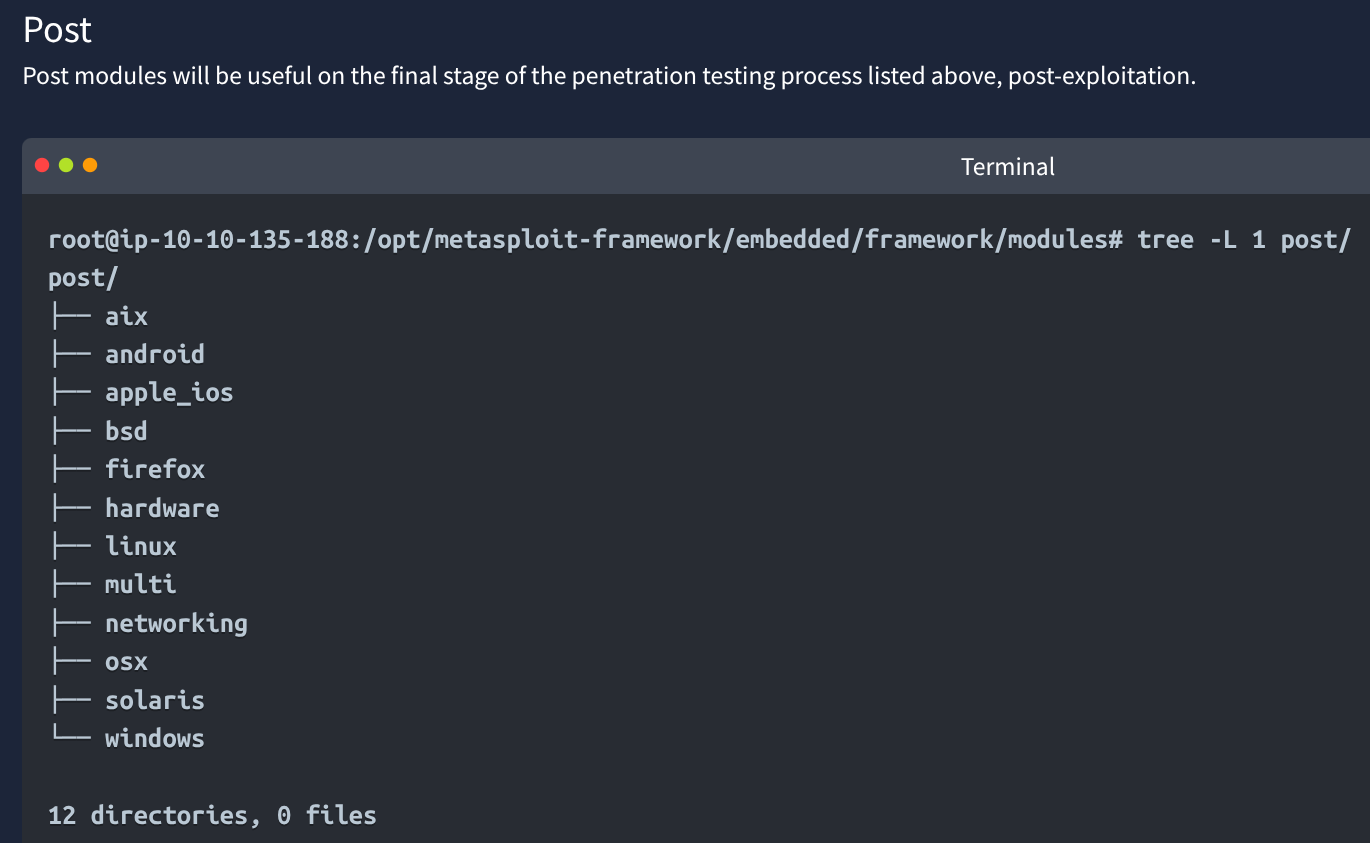 Post
Post modules will be useful on the final stage of the penetration testing process listed above, post-exploitation.
Terminal
root@ip-10-10-135-188:/opt/metasploit-framework/embedded/framework/modules# tree -L 1 post/
post/
├── aix
├── android
├── apple_ios
├── bsd
├── firefox
├── hardware
├── linux
├── multi
├── networking
├── osx
├── solaris
└── windows
12 directories, 0 files